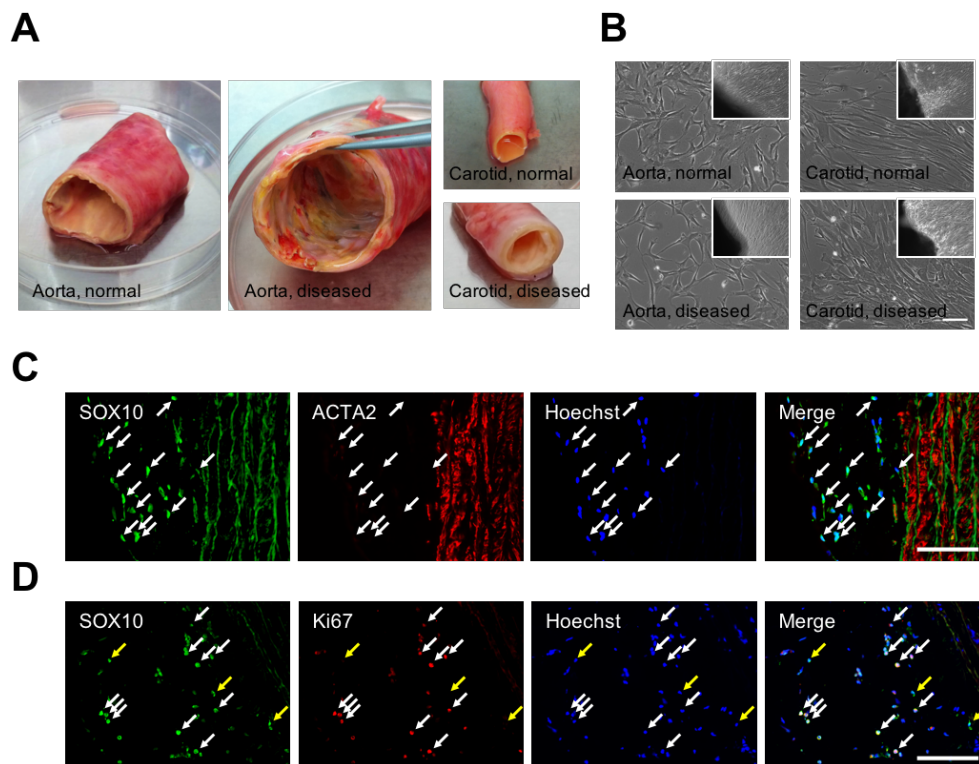 A
B
Aorta, normal
Aorta, diseased
Carotid, normal
Carotid, diseased
Aorta, normal
Carotid, normal
Aorta, diseased
Carotid, diseased
C
SOX10
ACTA2
Hoechst
Merge
D
SOX10
Ki67
Hoechst
Merge